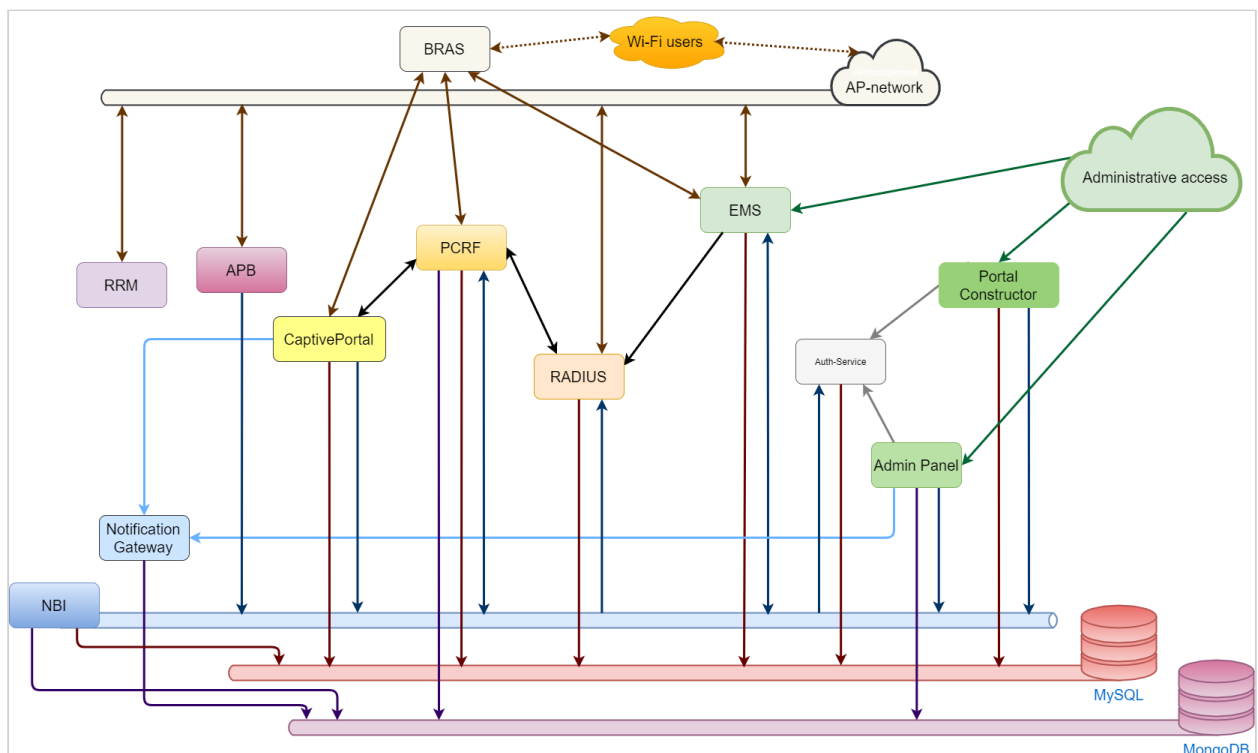 BRAS
Wi-Fi users
AP-network
Administrative access
EMS
PCRF
APB
RRM
Portal
Constructor
CaptivePortal
Auth-Service
RADIUS
Admin Panel
Notification
Gateway
NBI
MySQL
MongoDB